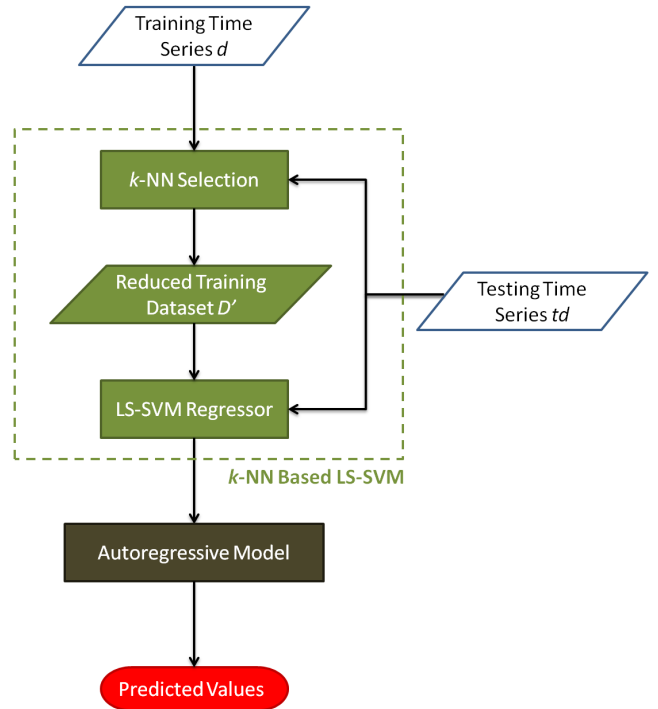 Training Time
Series d
k-NN Selection
Reduced Training
Dataset D’
Testing Time
Series td
LS-SVM Regressor
k-NN Based LS-SVM
Autoregressive Model
Predicted Values